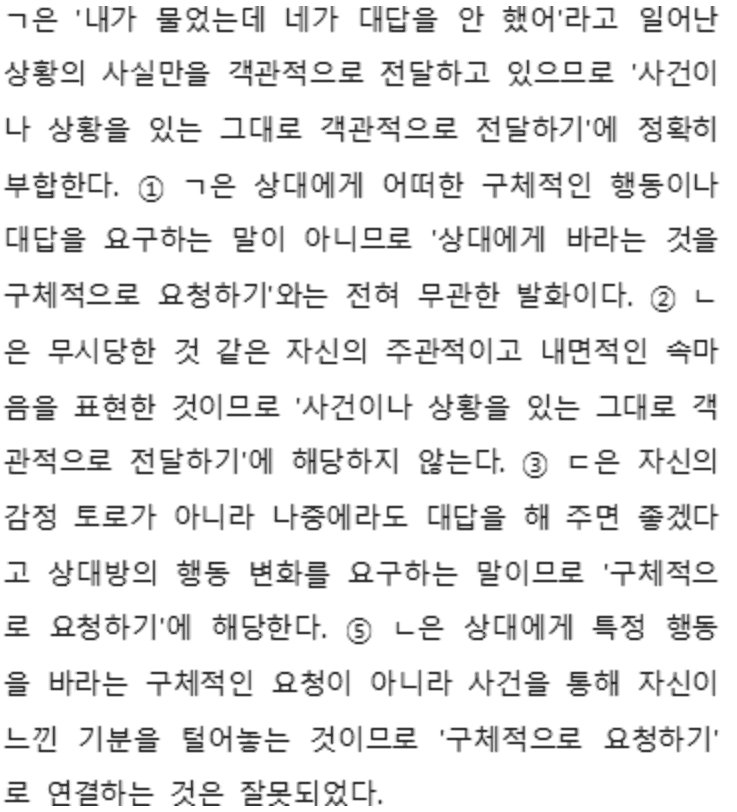 ㄱ은 '내가 물었는데 네가 대답을 안 했어'라고 일어난
상황의 사실만을 객관적으로 전달하고 있으므로 '사건이
나 상황을 있는 그대로 객관적으로 전달하기'에 정확히
부합한다. ① ㄱ은 상대에게 어떠한 구체적인 행동이나
대답을 요구하는 말이 아니므로 '상대에게 바라는 것을
구체적으로 요청하기'와는 전혀 무관한 발화이다. ② ㄴ
은 무시당한 것 같은 자신의 주관적이고 내면적인 속마
음을 표현한 것이므로 '사건이나 상황을 있는 그대로 객
관적으로 전달하기'에 해당하지 않는다. ③ ㄷ은 자신의
감정 토로가 아니라 나중에라도 대답을 해 주면 좋겠다
고 상대방의 행동 변화를 요구하는 말이므로 '구체적으
로 요청하기'에 해당한다. ⑤ ㄴ은 상대에게 특정 행동
을 바라는 구체적인 요청이 아니라 사건을 통해 자신이
느낀 기분을 털어놓는 것이므로 '구체적으로 요청하기'
로 연결하는 것은 잘못되었다.